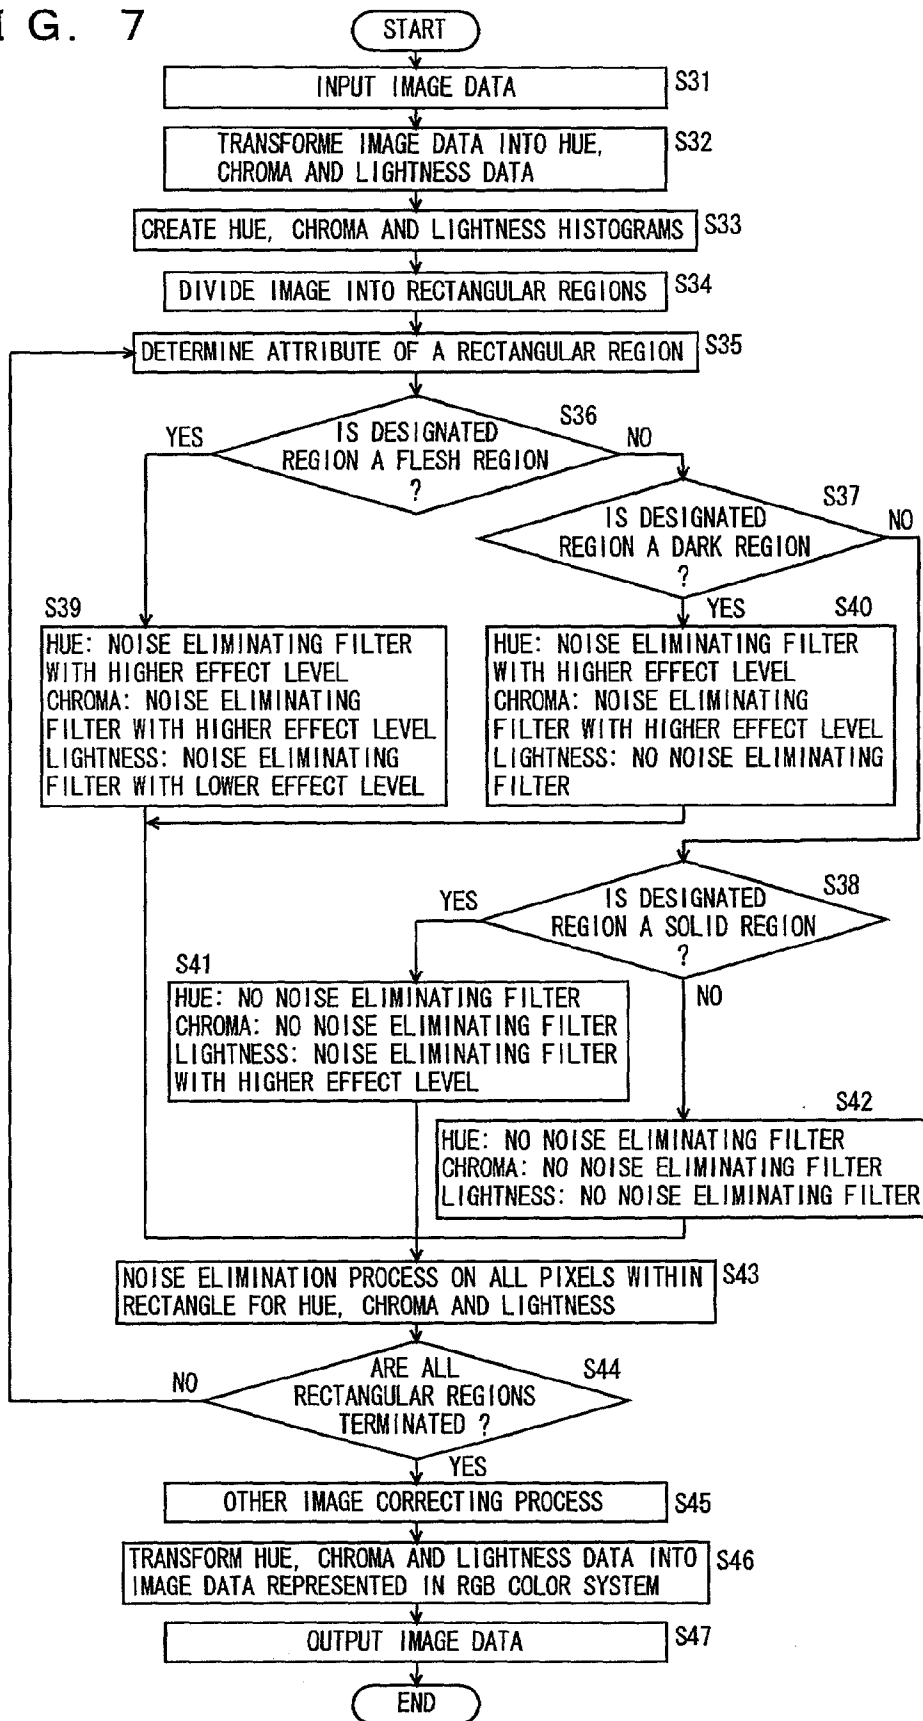 I G. 7
START
INPUT IMAGE DATA
S31
TRANSFORME IMAGE DATA INTO HUE,
CHROMA AND LIGHTNESS DATA
S32
CREATE HUE, CHROMA AND LIGHTNESS HISTOGRAMS
S33
DIVIDE IMAGE INTO RECTANGULAR REGIONS
S34
DETERMINE ATTRIBUTE OF A RECTANGULAR REGION
S35
S36
YES
IS DESIGNATED
REGION A FLESH REGION
?
NO
S37
IS DESIGNATED
REGION A DARK REGION
?
NO
YES
S39
HUE: NOISE ELIMINATING FILTER
WITH HIGHER EFFECT LEVEL
CHROMA: NOISE ELIMINATING
FILTER WITH HIGHER EFFECT LEVEL
LIGHTNESS: NOISE ELIMINATING
FILTER WITH LOWER EFFECT LEVEL
S40
HUE: NOISE ELIMINATING FILTER
WITH HIGHER EFFECT LEVEL
CHROMA: NOISE ELIMINATING
FILTER WITH HIGHER EFFECT LEVEL
LIGHTNESS: NO NOISE ELIMINATING
FILTER
S38
YES
IS DESIGNATED
REGION A SOLID REGION
?
NO
S41
HUE: NO NOISE ELIMINATING FILTER
CHROMA: NO NOISE ELIMINATING FILTER
LIGHTNESS: NOISE ELIMINATING FILTER
WITH HIGHER EFFECT LEVEL
S42
HUE: NO NOISE ELIMINATING FILTER
CHROMA: NO NOISE ELIMINATING FILTER
LIGHTNESS: NO NOISE ELIMINATING FILTER
NOISE ELIMINATION PROCESS ON ALL PIXELS WITHIN
RECTANGLE FOR HUE, CHROMA AND LIGHTNESS
S43
NO
ARE ALL
RECTANGULAR REGIONS
TERMINATED ?
S44
YES
OTHER IMAGE CORRECTING PROCESS
S45
TRANSFORM HUE, CHROMA AND LIGHTNESS DATA INTO
IMAGE DATA REPRESENTED IN RGB COLOR SYSTEM
S46
OUTPUT IMAGE DATA
S47
END